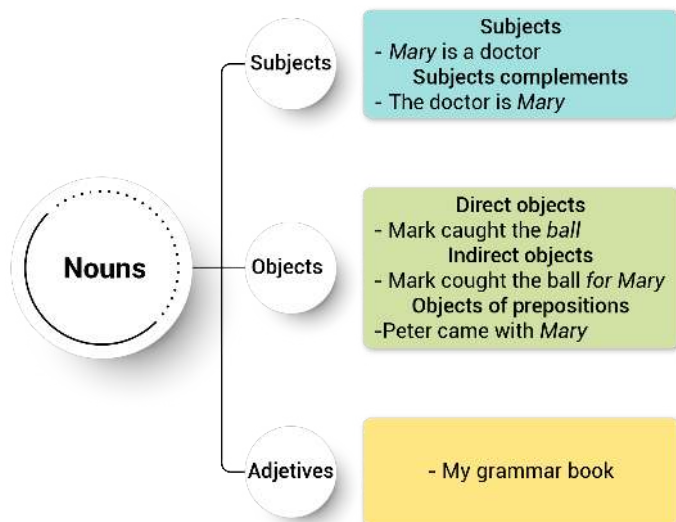 Nouns
Subjects
Subjects
- Mary is a doctor
Subjects complements
- The doctor is Mary
Objects
Direct objects
- Mark caught the ball
Indirect objects
- Mark cought the ball for Mary
Objects of prepositions
-Peter came with Mary
Adjetives
- My grammar book